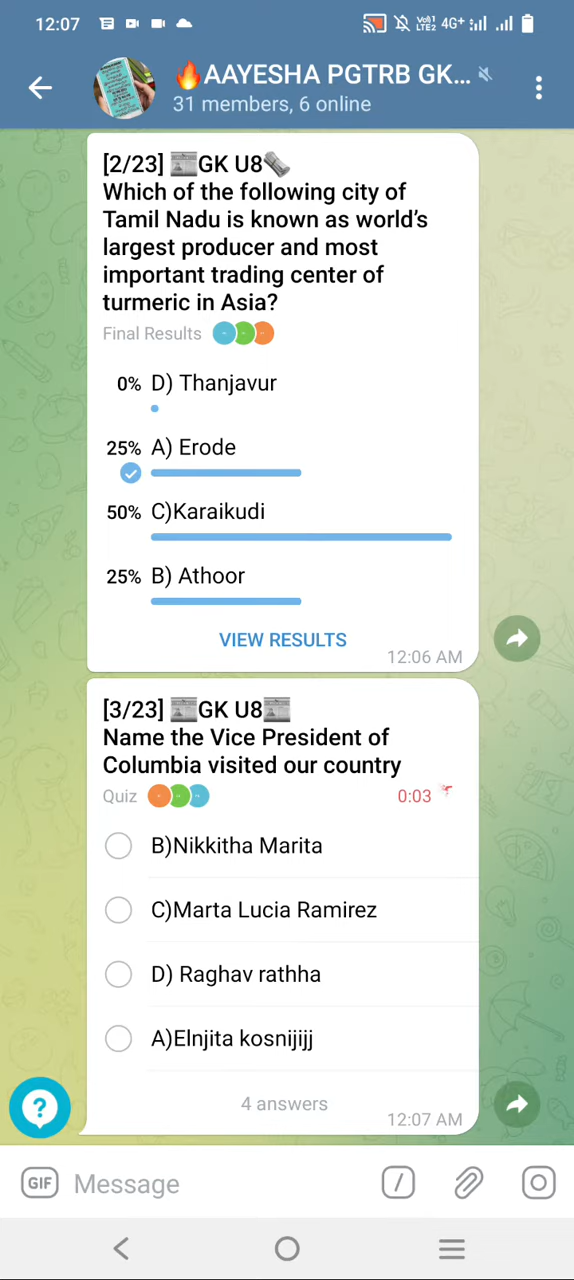 12:07
Vo) LTE2 4G+
🔥AAYESHA PGTRB GK...
31 members, 6 online
[2/23] 📰GK U8🗞
Which of the following city of
Tamil Nadu is known as world’s
largest producer and most
important trading center of
turmeric in Asia?
Final Results
0% D) Thanjavur
25% A) Erode
50% C)Karaikudi
25% B) Athoor
VIEW RESULTS
12:06 AM
[3/23] 📰GK U8📰
Name the Vice President of
Columbia visited our country
Quiz 0:03
B)Nikkitha Marita
C)Marta Lucia Ramirez
D) Raghav rathha
A)Elnjita kosnijijj
4 answers
12:07 AM
?
GIF Message /